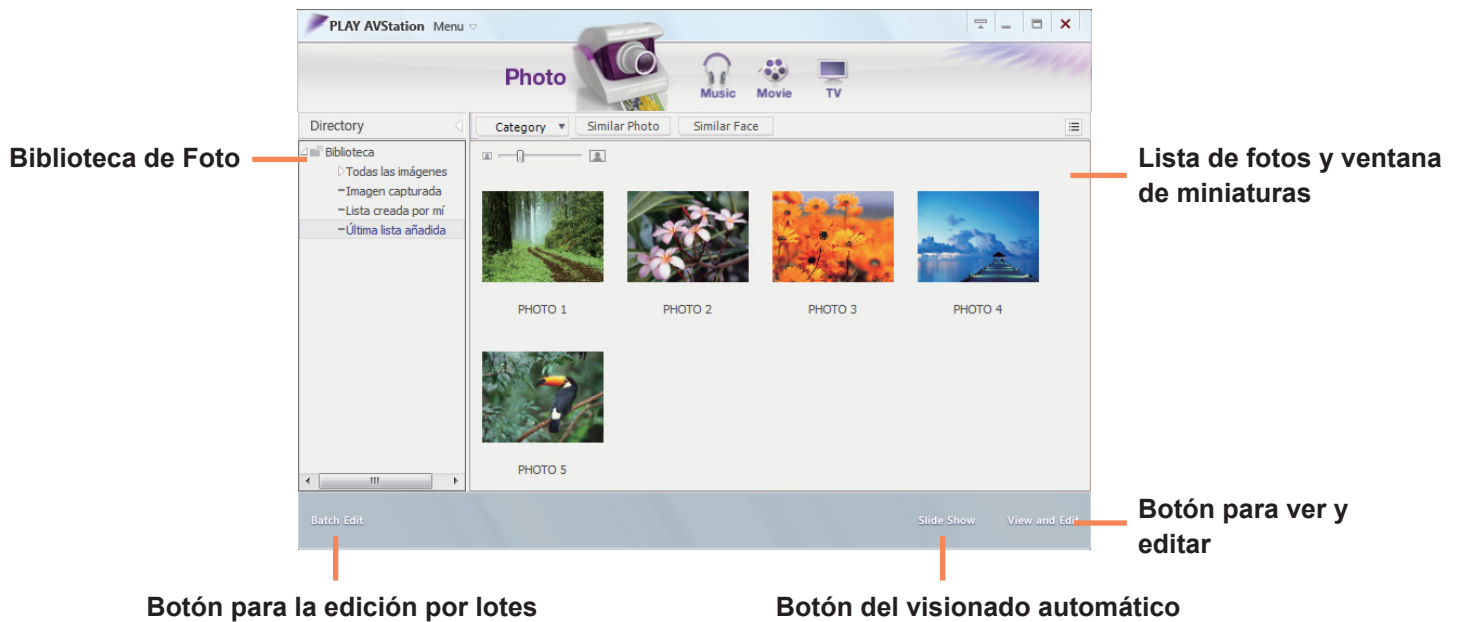 PLAY AVStation Menu
Photo
Music Movie TV
Directory
Category Similar Photo Similar Face
Biblioteca de Foto
Biblioteca
Todas las imágenes
Imagen capturada
Lista creada por mí
Última lista añadida
Lista de fotos y ventana
de miniaturas
PHOTO 1 PHOTO 2 PHOTO 3 PHOTO 4
PHOTO 5
Batch Edit Slide Show View and Edit
Botón para ver y
editar
Botón para la edición por lotes
Botón del visionado automático